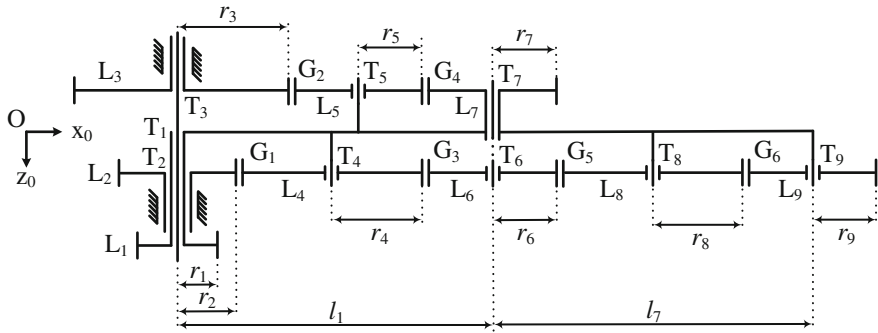 r₃ r₅ r₇
L₃ G₂ T₅ G₄ T₇
T₃ L₅ L₇
O x₀ T₁
z₀ T₂ G₁ T₄ G₃ T₆ G₅ T₈ G₆ T₉
L₂ L₄ L₆ L₈ L₉
L₁ r₁ r₄ r₆ r₈ r₉
r₂
l₁ l₇